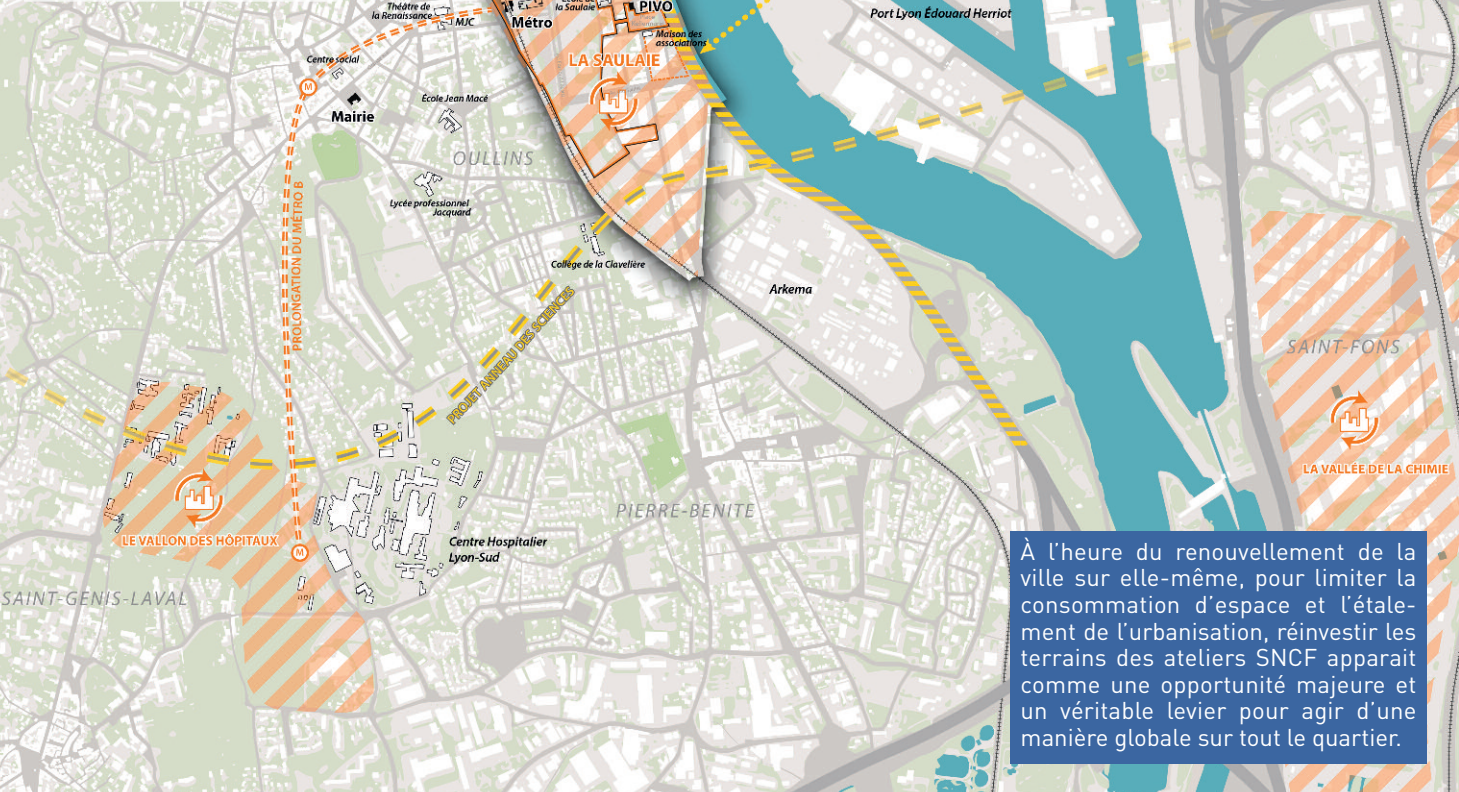 Théâtre de
la Renaissance
MJC
Métro
École de
la Saulaie
PIVO
Maison des
associations
Port Lyon Édouard Herriot
LA SAULAIE
Centre social
M
Mairie
École Jean Macé
OULLINS
Lycée professionnel
Jacquard
PROLONGATION DU MÉTRO B
Collège de la Clavelière
Arkema
PROJET ANNEAU DES SCIENCES
SAINT-FONS
LA VALLÉE DE LA CHIMIE
PIERRE-BENITE
LE VALLON DES HÔPITAUX
M
Centre Hospitalier
Lyon-Sud
SAINT-GENIS-LAVAL
À l’heure du renouvellement de la
ville sur elle-même, pour limiter la
consommation d’espace et l’étale-
ment de l’urbanisation, réinvestir les
terrains des ateliers SNCF apparait
comme une opportunité majeure et
un véritable levier pour agir d’une
manière globale sur tout le quartier.